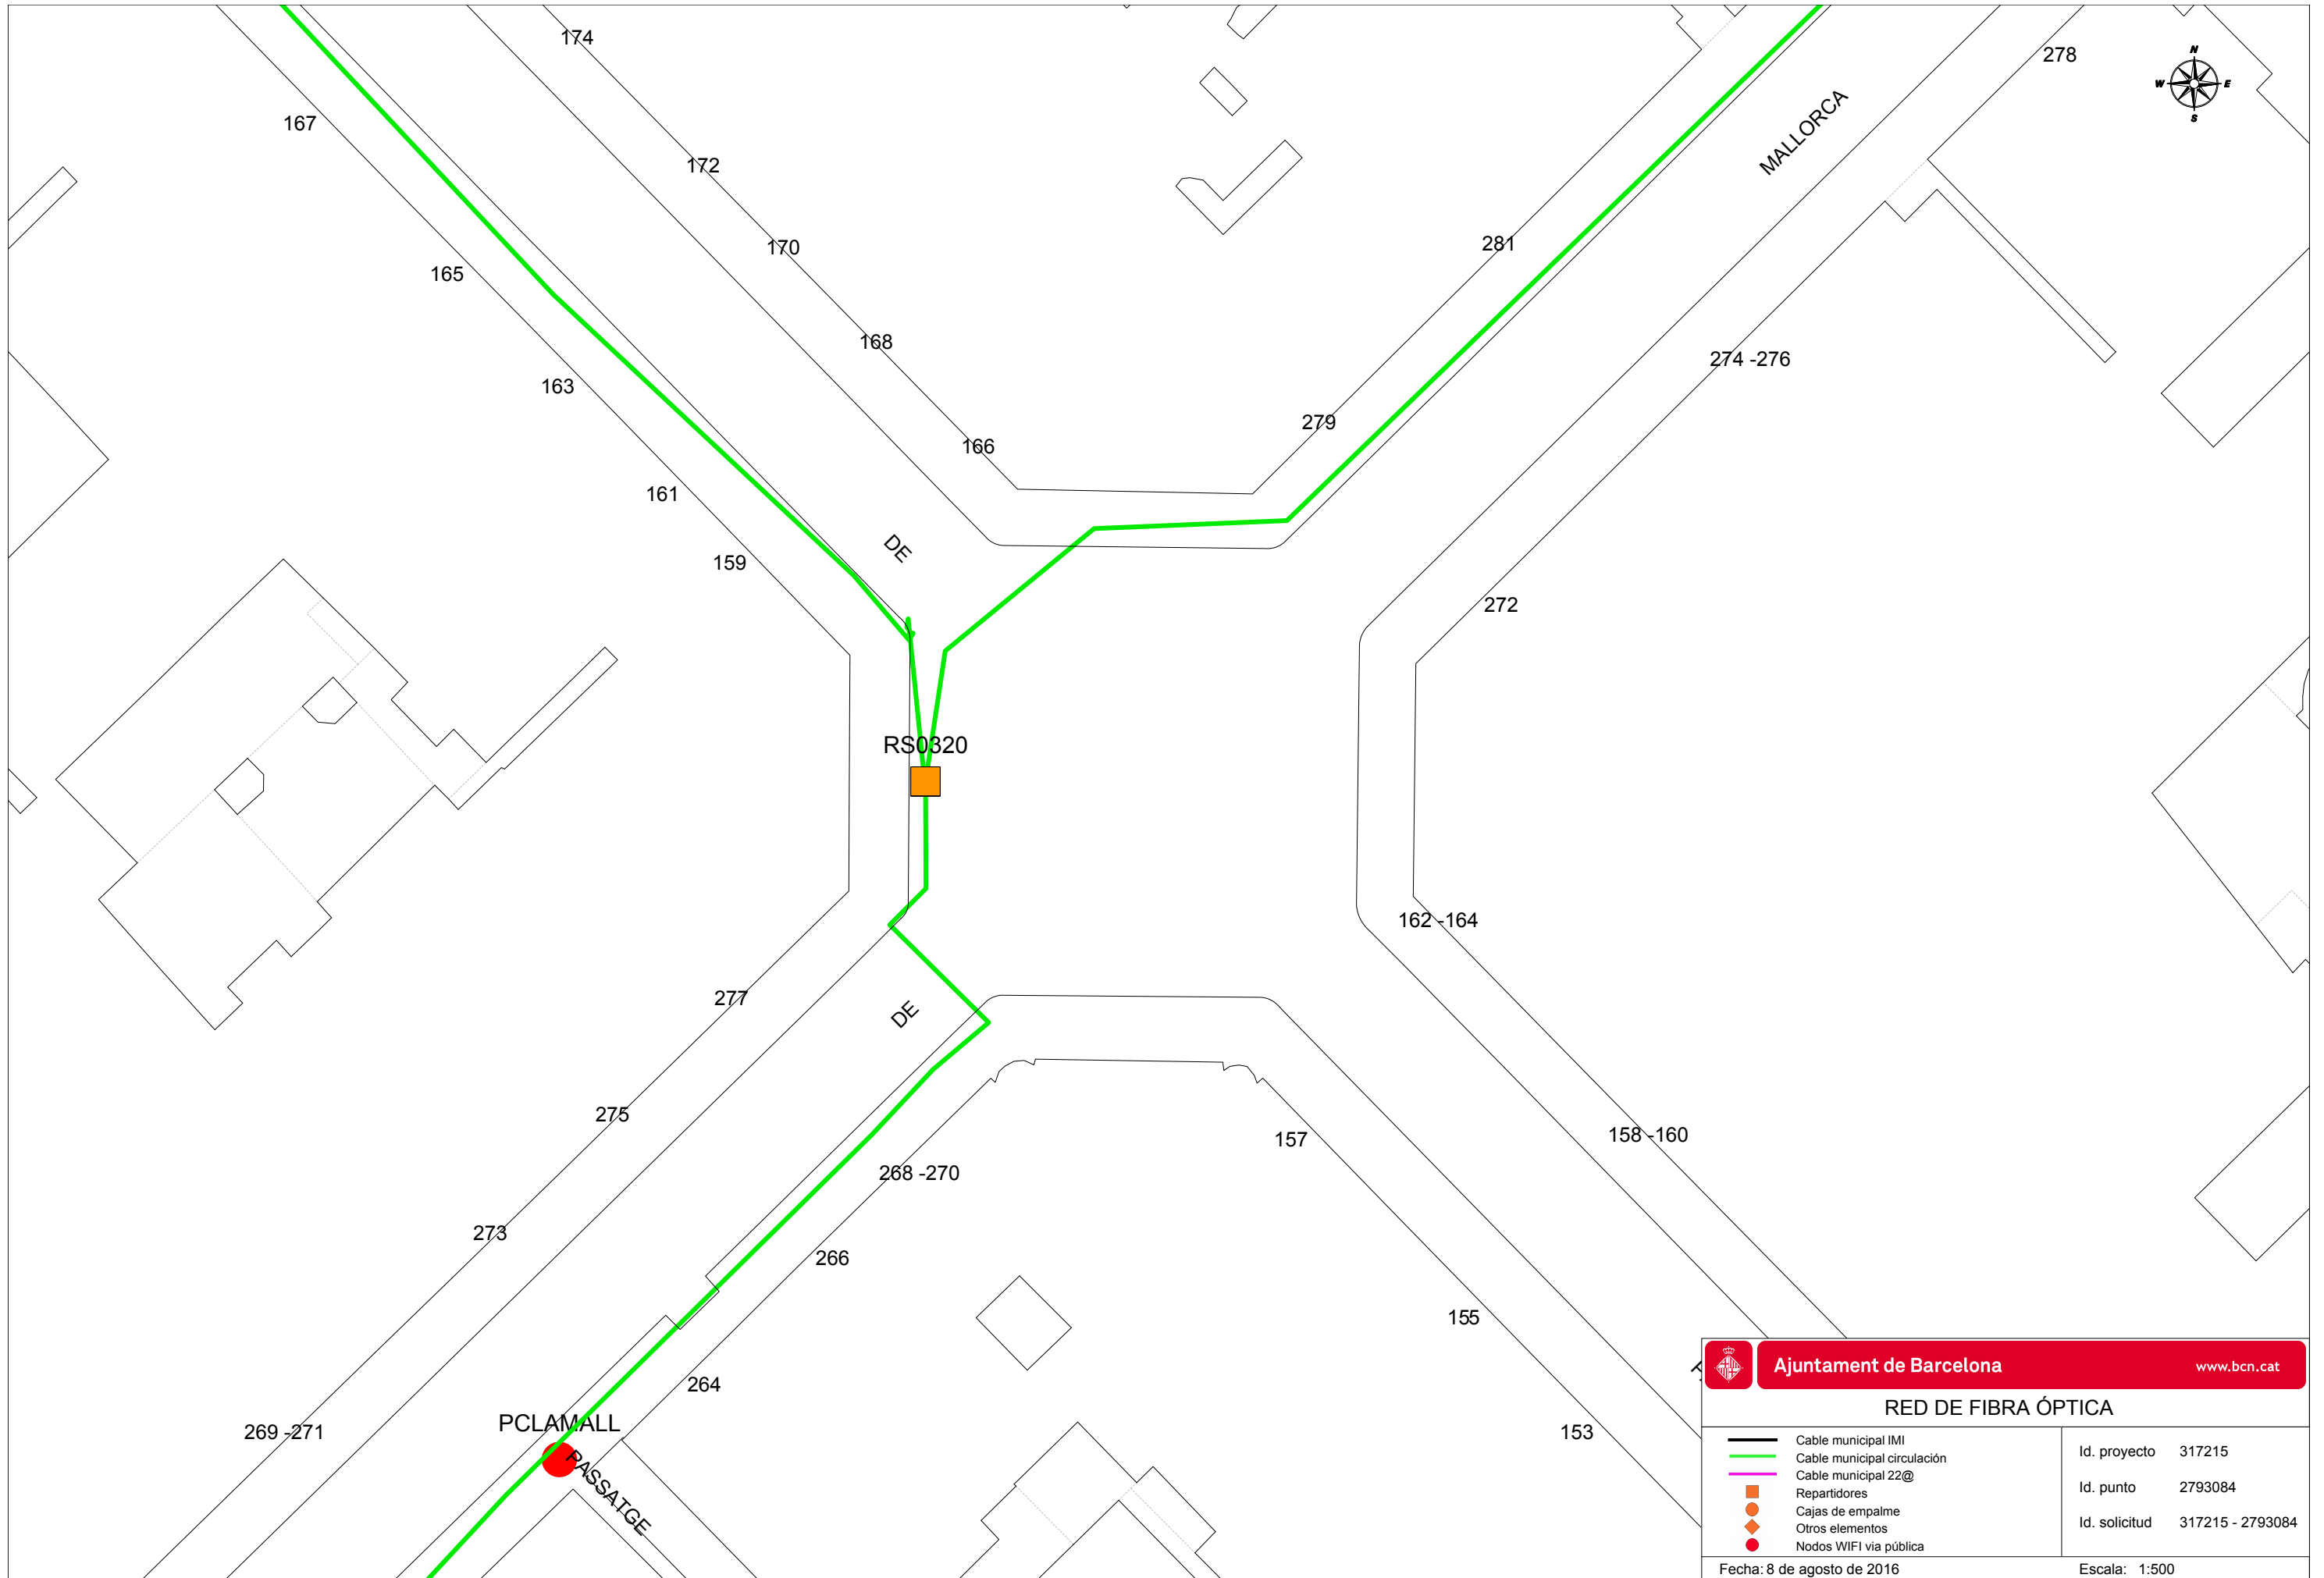 174
278
N
W E
S
167
MALLORCA
172
170
281
165
168
274 -276
163
279
166
161
DE
159
272
RS0320
162 -164
277
DE
275
157
158 -160
268 -270
273
266
155
264
PCLAMALL
269 -271
153
PASSATGE
Ajuntament de Barcelona
www.bcn.cat
RED DE FIBRA ÓPTICA
Cable municipal IMI
Cable municipal circulación
Cable municipal 22@
Repartidores
Cajas de empalme
Otros elementos
Nodos WIFI via pública
Id. proyecto 317215
Id. punto 2793084
Id. solicitud 317215 - 2793084
Fecha: 8 de agosto de 2016
Escala: 1:500